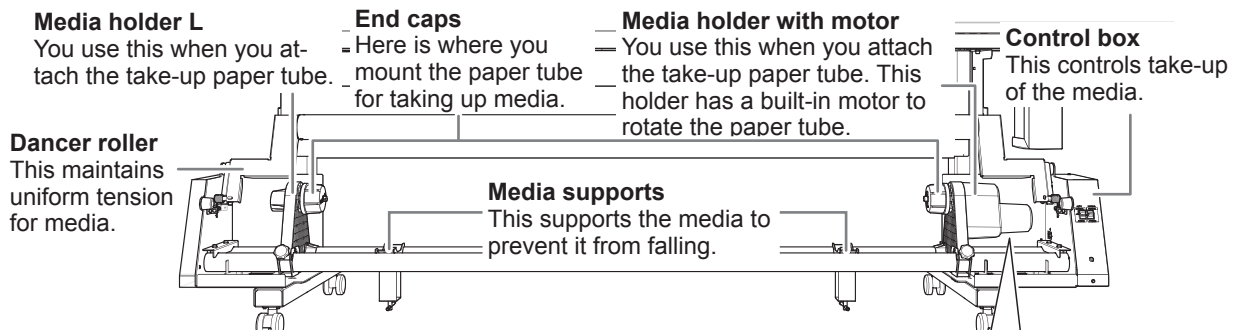 Media holder L
You use this when you at-
tach the take-up paper tube.
End caps
Here is where you
mount the paper tube
for taking up media.
Media holder with motor
You use this when you attach
the take-up paper tube. This
holder has a built-in motor to
rotate the paper tube.
Control box
This controls take-up
of the media.
Dancer roller
This maintains
uniform tension
for media.
Media supports
This supports the media to
prevent it from falling.